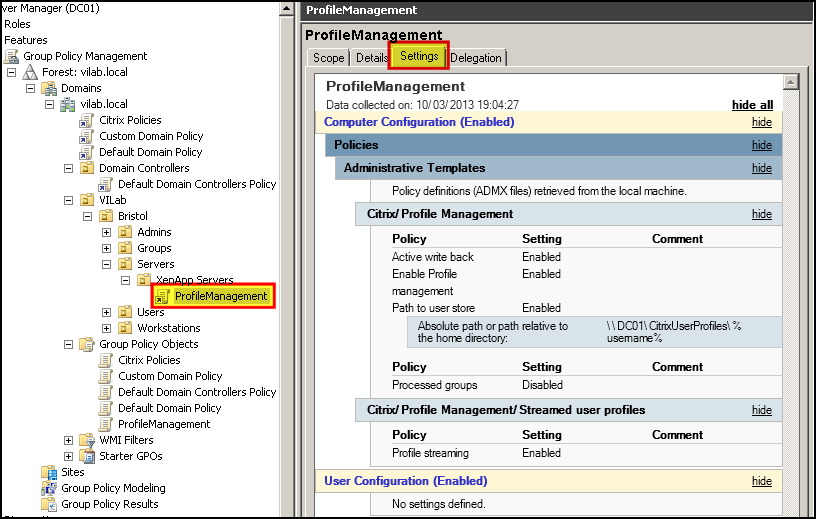 ver Manager (DC01)
Roles
Features
Group Policy Management
Forest: vilab.local
Domains
vilab.local
Citrix Policies
Custom Domain Policy
Default Domain Policy
Domain Controllers
Default Domain Controllers Policy
VILab
Bristol
Admins
Groups
Servers
XenApp Servers
ProfileManagement
Users
Workstations
Group Policy Objects
Citrix Policies
Custom Domain Policy
Default Domain Controllers Policy
Default Domain Policy
ProfileManagement
WMI Filters
Starter GPOs
Sites
Group Policy Modeling
Group Policy Results
ProfileManagement
ProfileManagement
Scope Details Settings Delegation
ProfileManagement
Data collected on: 10/03/2013 19:04:27 hide all
Computer Configuration (Enabled) hide
Policies hide
Administrative Templates hide
Policy definitions (ADMX files) retrieved from the local machine.
Citrix/Profile Management hide
Policy Setting Comment
Active write back Enabled
Enable Profile Enabled
management
Path to user store Enabled
Absolute path or path relative to \\DC01\CitrixUserProfiles\%
the home directory: username%
Policy Setting Comment
Processed groups Disabled
Citrix/Profile Management/Streamed user profiles hide
Policy Setting Comment
Profile streaming Enabled
User Configuration (Enabled) hide
No settings defined.